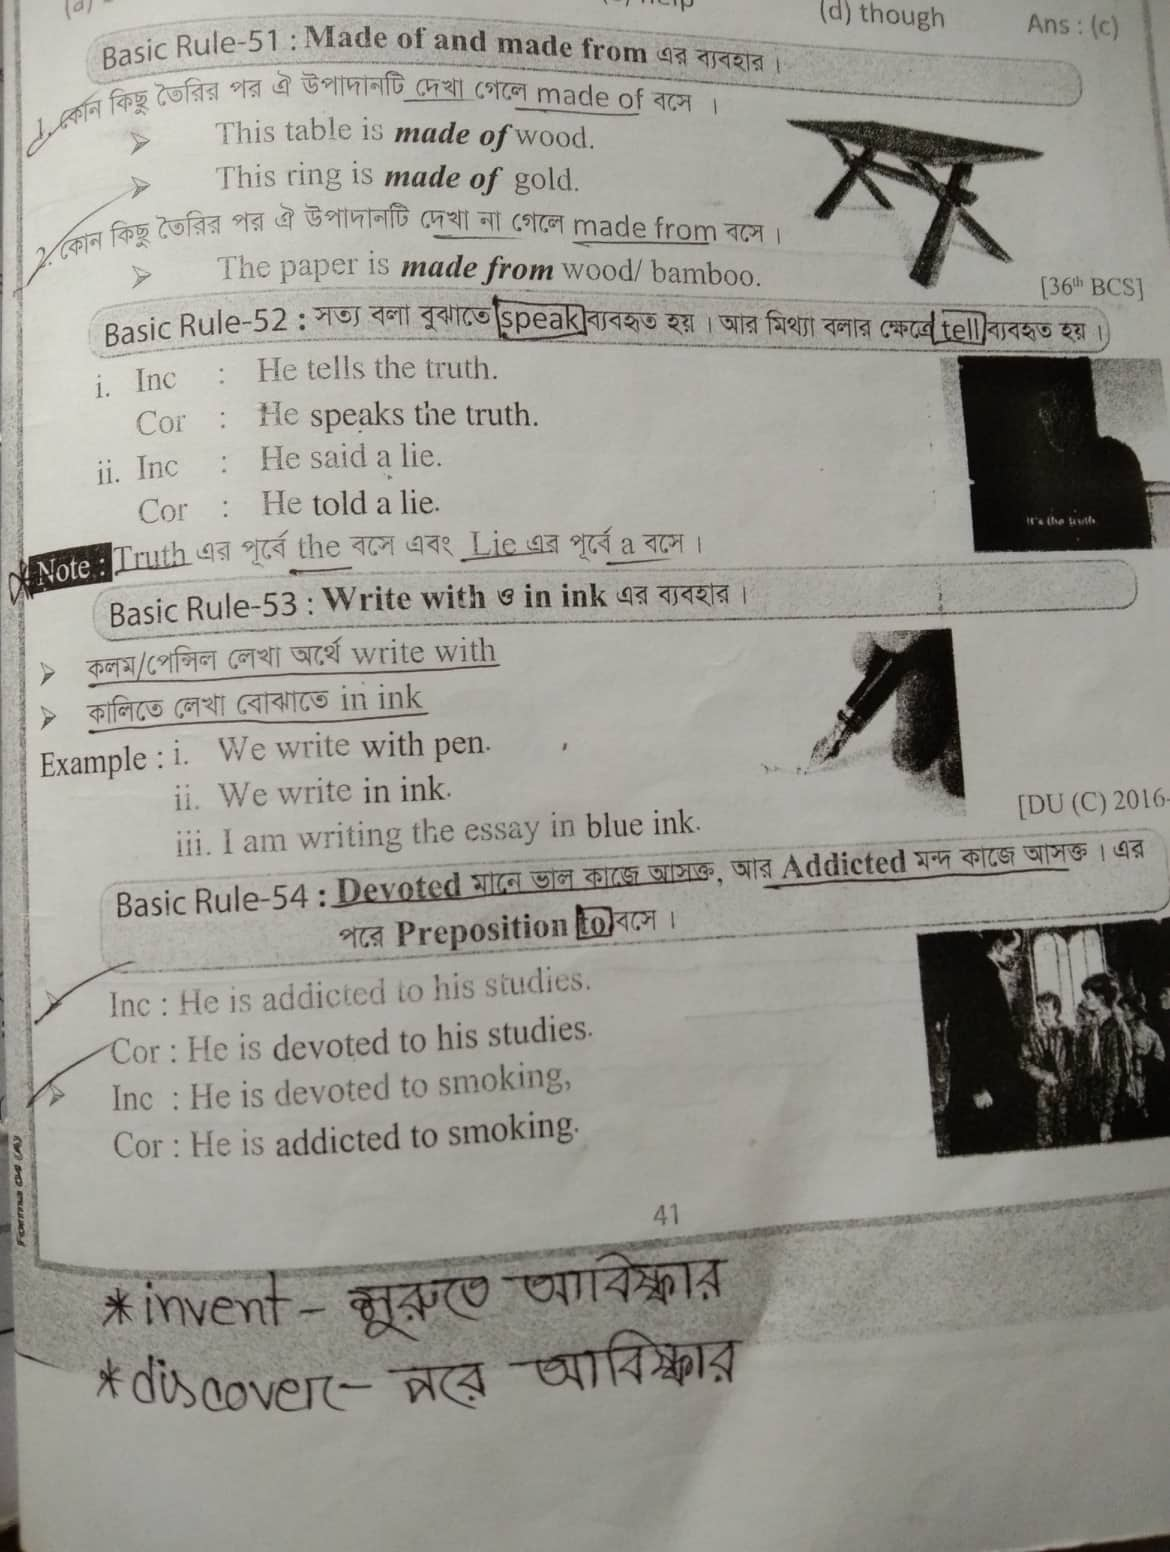 (d) though
Ans : (c)
Basic Rule-51 : Made of and made from এর ব্যবহার।
1. কোন কিছু তৈরির পর ঐ উপাদানটি দেখা গেলে made of বসে ।
This table is made of wood.
This ring is made of gold.
2. কোন কিছু তৈরির পর ঐ উপাদানটি দেখা না গেলে made from বসে ।
The paper is made from wood/ bamboo.
[36th BCS]
Basic Rule-52 : সত্য বলা বুঝাতে speak ব্যবহৃত হয় । আর মিথ্যা বলার ক্ষেত্রে tell ব্যবহৃত হয় ।
i. Inc : He tells the truth.
Cor : He speaks the truth.
ii. Inc : He said a lie.
Cor : He told a lie.
It's the truth
Note : Truth এর পূর্বে the বসে এবং Lie এর পূর্বে a বসে ।
Basic Rule-53 : Write with ও in ink এর ব্যবহার ।
কলম/পেন্সিল লেখা অর্থে write with
কালিতে লেখা বোঝাতে in ink
Example : i. We write with pen.
ii. We write in ink.
iii. I am writing the essay in blue ink.
[DU (C) 2016-
Basic Rule-54 : Devoted মানে ভাল কাজে আসক্ত, আর Addicted মন্দ কাজে আসক্ত । এর
পরে Preposition to বসে ।
Inc : He is addicted to his studies.
Cor : He is devoted to his studies.
Inc : He is devoted to smoking,
Cor : He is addicted to smoking.
Forma 04 (A)
41
*invent - শুরুতে আবিষ্কার
*discover - পরে আবিষ্কার